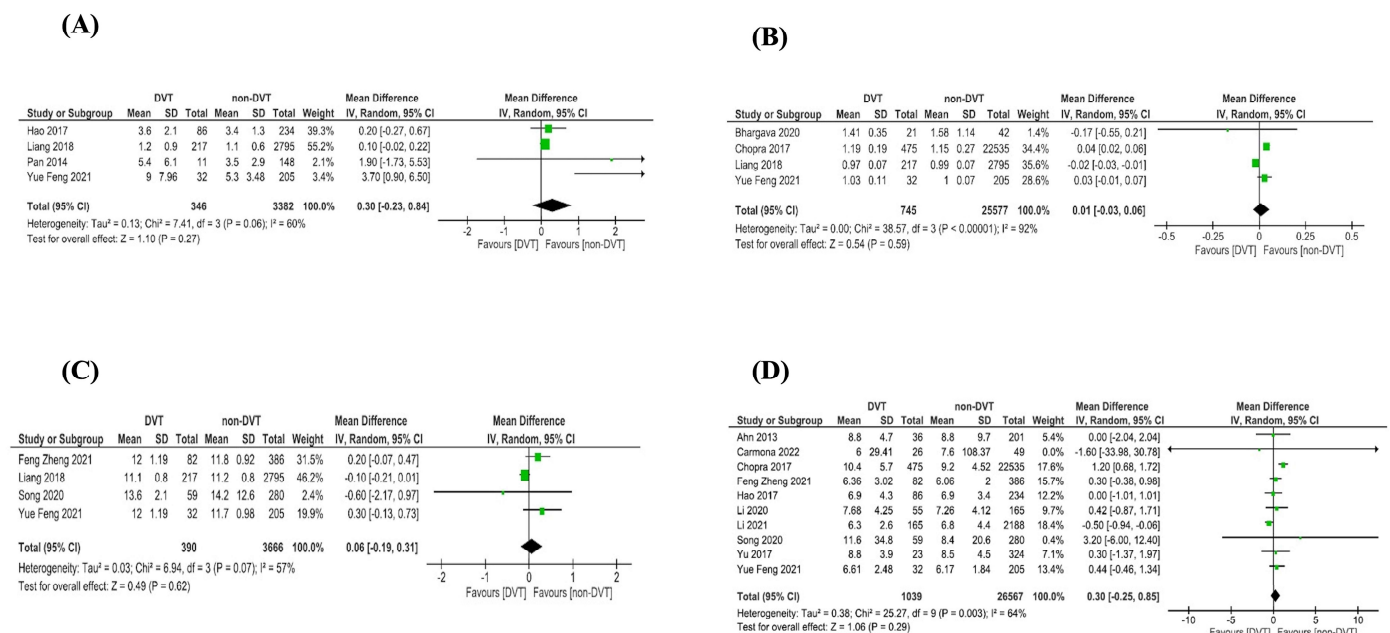 (A)
DVT non-DVT Mean Difference Mean Difference
Study or Subgroup Mean SD Total Mean SD Total Weight IV, Random, 95% CI IV, Random, 95% CI
Hao 2017 3.6 2.1 86 3.4 1.3 234 39.3% 0.20 [-0.27, 0.67]
Liang 2018 1.2 0.9 217 1.1 0.6 2795 55.2% 0.10 [-0.02, 0.22]
Pan 2014 5.4 6.1 11 3.5 2.9 148 2.1% 1.90 [-1.73, 5.53]
Yue Feng 2021 9 7.96 32 5.3 3.48 205 3.4% 3.70 [0.90, 6.50]
Total (95% CI) 346 3382 100.0% 0.30 [-0.23, 0.84]
Heterogeneity: Tau² = 0.13; Chi² = 7.41, df = 3 (P = 0.06); I² = 60%
Test for overall effect: Z = 1.10 (P = 0.27)
-2 -1 0 1 2
Favours [DVT] Favours [non-DVT]
(B)
DVT non-DVT Mean Difference Mean Difference
Study or Subgroup Mean SD Total Mean SD Total Weight IV, Random, 95% CI IV, Random, 95% CI
Bhargava 2020 1.41 0.35 21 1.58 1.14 42 1.4% -0.17 [-0.55, 0.21]
Chopra 2017 1.19 0.19 475 1.15 0.27 22535 34.4% 0.04 [0.02, 0.06]
Liang 2018 0.97 0.07 217 0.99 0.07 2795 35.6% -0.02 [-0.03, -0.01]
Yue Feng 2021 1.03 0.11 32 1 0.07 205 28.6% 0.03 [-0.01, 0.07]
Total (95% CI) 745 25577 100.0% 0.01 [-0.03, 0.06]
Heterogeneity: Tau² = 0.00; Chi² = 38.57, df = 3 (P < 0.00001); I² = 92%
Test for overall effect: Z = 0.54 (P = 0.59)
-0.5 -0.25 0 0.25 0.5
Favours [DVT] Favours [non-DVT]
(C)
DVT non-DVT Mean Difference Mean Difference
Study or Subgroup Mean SD Total Mean SD Total Weight IV, Random, 95% CI IV, Random, 95% CI
Feng Zheng 2021 12 1.19 82 11.8 0.92 386 31.5% 0.20 [-0.07, 0.47]
Liang 2018 11.1 0.8 217 11.2 0.8 2795 46.2% -0.10 [-0.21, 0.01]
Song 2020 13.6 2.1 59 14.2 12.6 280 2.4% -0.60 [-2.17, 0.97]
Yue Feng 2021 12 1.19 32 11.7 0.98 205 19.9% 0.30 [-0.13, 0.73]
Total (95% CI) 390 3666 100.0% 0.06 [-0.19, 0.31]
Heterogeneity: Tau² = 0.03; Chi² = 6.94, df = 3 (P = 0.07); I² = 57%
Test for overall effect: Z = 0.49 (P = 0.62)
-2 -1 0 1 2
Favours [DVT] Favours [non-DVT]
(D)
DVT non-DVT Mean Difference Mean Difference
Study or Subgroup Mean SD Total Mean SD Total Weight IV, Random, 95% CI IV, Random, 95% CI
Ahn 2013 8.8 4.7 36 8.8 9.7 201 5.4% 0.00 [-2.04, 2.04]
Carmona 2022 6 29.41 26 7.6 108.37 49 0.0% -1.60 [-33.98, 30.78]
Chopra 2017 10.4 5.7 475 9.2 4.52 22535 17.6% 1.20 [0.68, 1.72]
Feng Zheng 2021 6.36 3.02 82 6.06 2 386 15.7% 0.30 [-0.38, 0.98]
Hao 2017 6.9 4.3 86 6.9 3.4 234 12.2% 0.00 [-1.01, 1.01]
Li 2020 7.68 4.25 55 7.26 4.12 165 9.7% 0.42 [-0.87, 1.71]
Li 2021 6.3 2.6 165 6.8 4.4 2188 18.4% -0.50 [-0.94, -0.06]
Song 2020 11.6 34.8 59 8.4 20.6 280 0.4% 3.20 [-6.00, 12.40]
Yu 2017 8.8 3.9 23 8.5 4.5 324 7.1% 0.30 [-1.37, 1.97]
Yue Feng 2021 6.61 2.48 32 6.17 1.84 205 13.4% 0.44 [-0.46, 1.34]
Total (95% CI) 1039 26567 100.0% 0.30 [-0.25, 0.85]
Heterogeneity: Tau² = 0.38; Chi² = 25.27, df = 9 (P = 0.003); I² = 64%
Test for overall effect: Z = 1.06 (P = 0.29)
-10 -5 0 5 10
Favours [DVT] Favours [non-DVT]